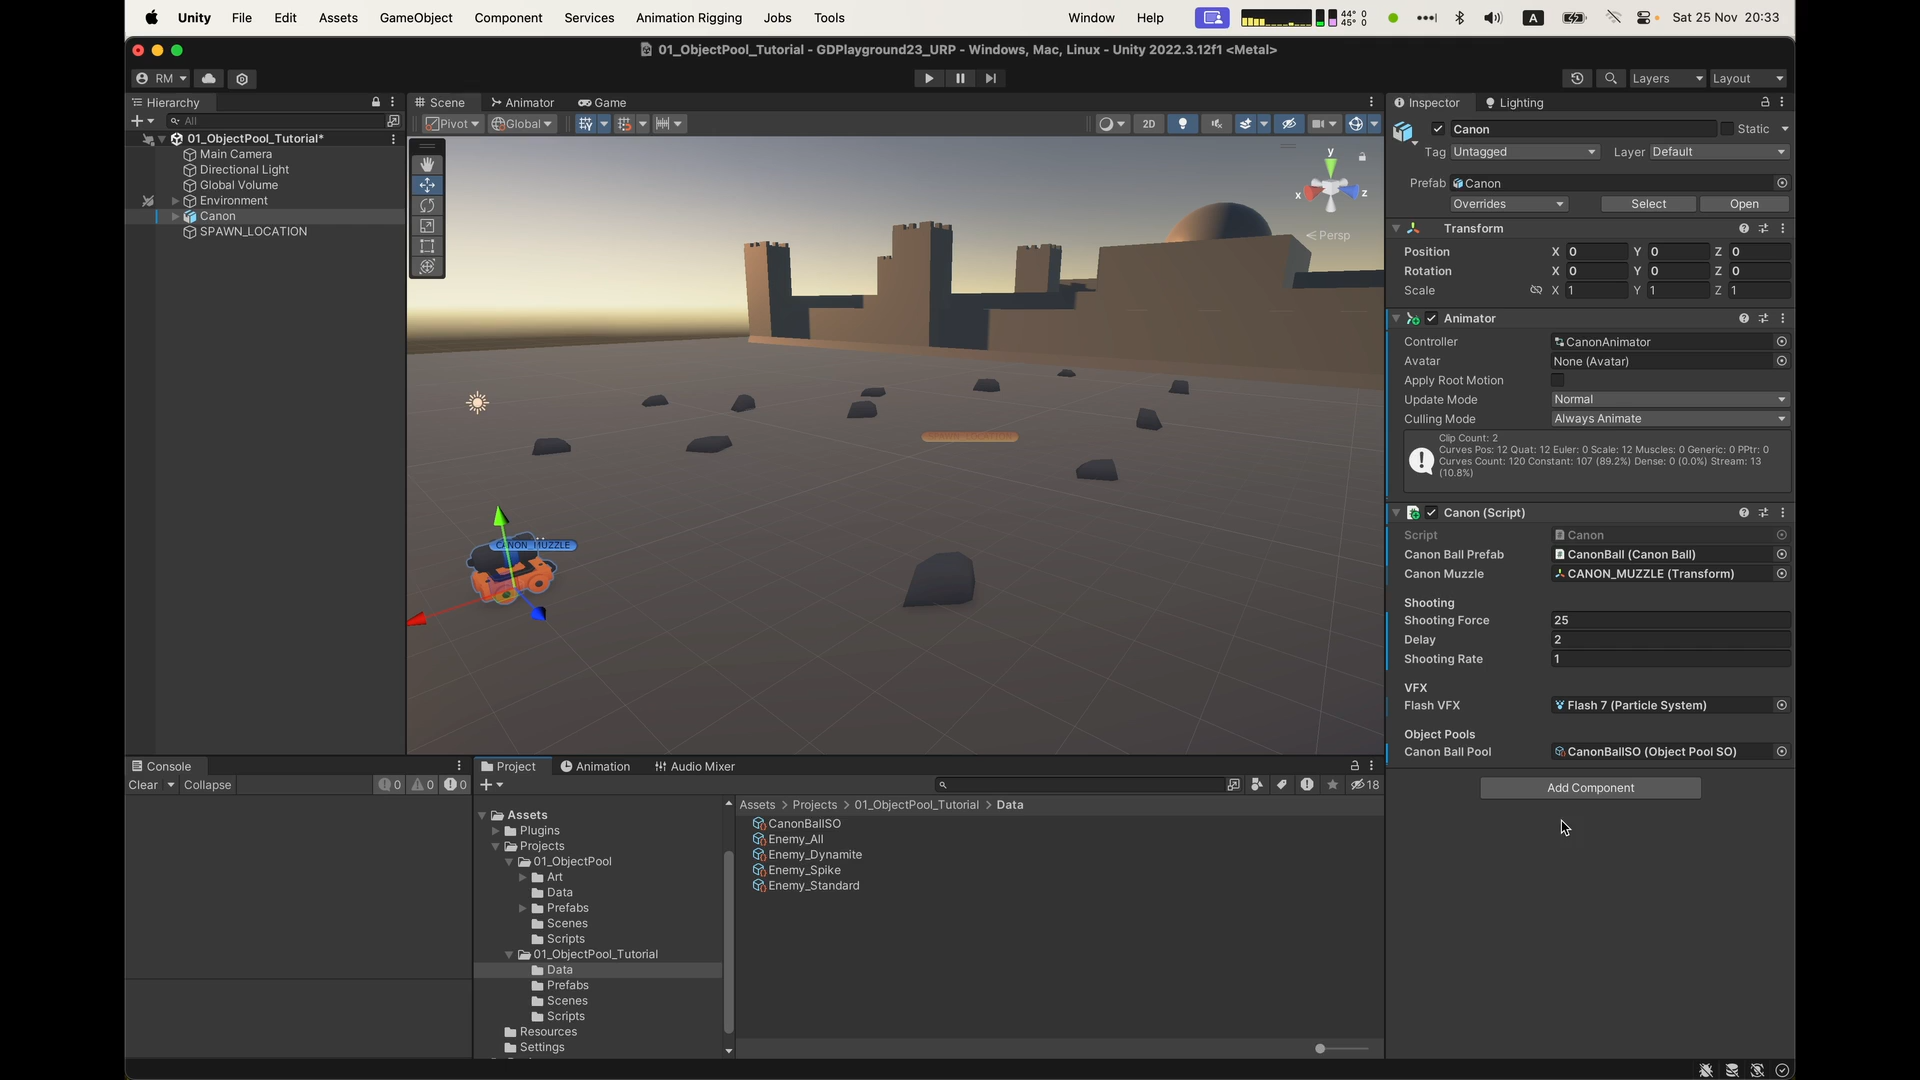 Unity File Edit Assets GameObject Component Services Animation Rigging Jobs Tools Window Help 44° 0 45° 0 A Sat 25 Nov 20:33
01_ObjectPool_Tutorial - GDPlayground23_URP - Windows, Mac, Linux - Unity 2022.3.12f1 <Metal>
RM Layers Layout
Hierarchy
All
01_ObjectPool_Tutorial*
Main Camera
Directional Light
Global Volume
Environment
Canon
SPAWN_LOCATION
Scene Animator Game
Pivot Global 2D
y
x z
Persp
SPAWN_LOCATION
CANON_MUZZLE
Inspector Lighting
Canon Static
Tag Untagged Layer Default
Prefab Canon
Overrides Select Open
Transform
Position X 0 Y 0 Z 0
Rotation X 0 Y 0 Z 0
Scale X 1 Y 1 Z 1
Animator
Controller CanonAnimator
Avatar None (Avatar)
Apply Root Motion
Update Mode Normal
Culling Mode Always Animate
Clip Count: 2
Curves Pos: 12 Quat: 12 Euler: 0 Scale: 12 Muscles: 0 Generic: 0 PPtr: 0
Curves Count: 120 Constant: 107 (89.2%) Dense: 0 (0.0%) Stream: 13
(10.8%)
Canon (Script)
Script Canon
Canon Ball Prefab CanonBall (Canon Ball)
Canon Muzzle CANON_MUZZLE (Transform)
Shooting
Shooting Force 25
Delay 2
Shooting Rate 1
VFX
Flash VFX Flash 7 (Particle System)
Object Pools
Canon Ball Pool CanonBallSO (Object Pool SO)
Add Component
Console
Clear Collapse 0 0 0
Project Animation Audio Mixer
18
Assets
Plugins
Projects
01_ObjectPool
Art
Data
Prefabs
Scenes
Scripts
01_ObjectPool_Tutorial
Data
Prefabs
Scenes
Scripts
Resources
Settings
Assets > Projects > 01_ObjectPool_Tutorial > Data
CanonBallSO
Enemy_All
Enemy_Dynamite
Enemy_Spike
Enemy_Standard